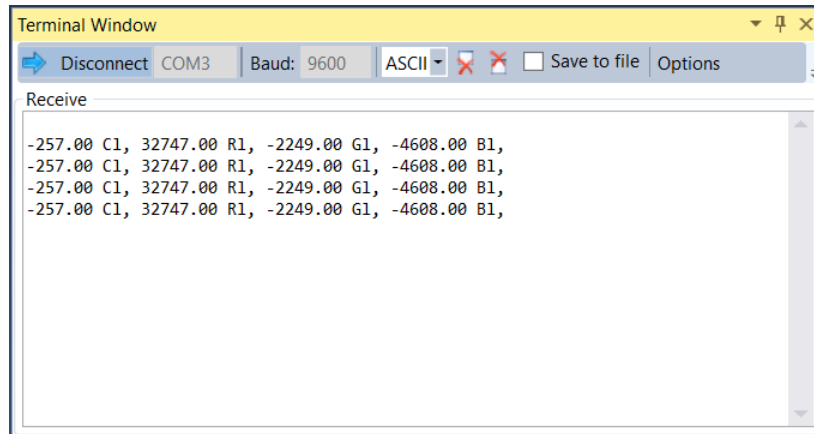 Terminal Window
Disconnect COM3 Baud: 9600 ASCII Save to file Options
Receive
-257.00 C1, 32747.00 R1, -2249.00 G1, -4608.00 B1,
-257.00 C1, 32747.00 R1, -2249.00 G1, -4608.00 B1,
-257.00 C1, 32747.00 R1, -2249.00 G1, -4608.00 B1,
-257.00 C1, 32747.00 R1, -2249.00 G1, -4608.00 B1,